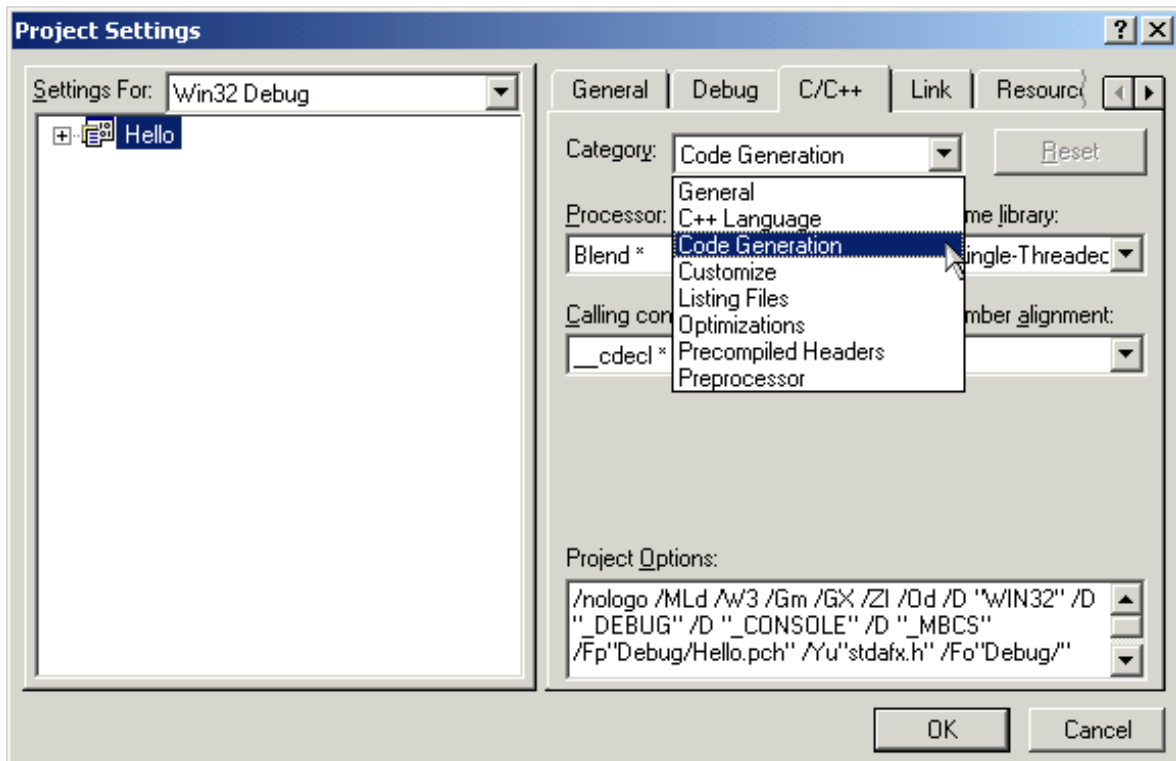 Project Settings
Settings For: Win32 Debug
Hello
General Debug C/C++ Link Resourc
Category: Code Generation Reset
General
C++ Language
Code Generation
Customize
Listing Files
Optimizations
Precompiled Headers
Preprocessor
Processor: me library:
Blend * ingle-Threaded
Calling con mber alignment:
__cdecl *
Project Options:
/nologo /MLd /W3 /Gm /GX /ZI /Od /D "WIN32" /D
"_DEBUG" /D "_CONSOLE" /D "_MBCS"
/Fp"Debug/Hello.pch" /Yu"stdafx.h" /Fo"Debug/"
OK Cancel